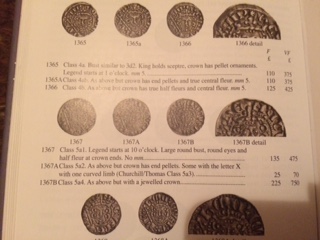 1365 1365a 1366 1366 detail
F VF
£ £
1365 Class 4a. Bust similar to 3d2. King holds sceptre, crown has pellet ornaments.
Legend starts at 1 o'clock. mm 5 110 375
1365A 4ab. As above but crown has end pellets and true central fleur. mm 5 110 375
1366 4b. As above but crown has true half fleurs and central fleur. mm 5 125 425
1367 1367A 1367B 1367B detail
1367 Class 5a1. Legend starts at 10 o'clock. Large round bust, round eyes and
half fleur at crown ends. No mm 135 475
1367A Class 5a2. As above but crown has end pellets. Some with the letter X
with one curved limb (Churchill/Thomas Class 5a3) 25 70
1367B Class 5a4. As above but with a jewelled crown 225 750